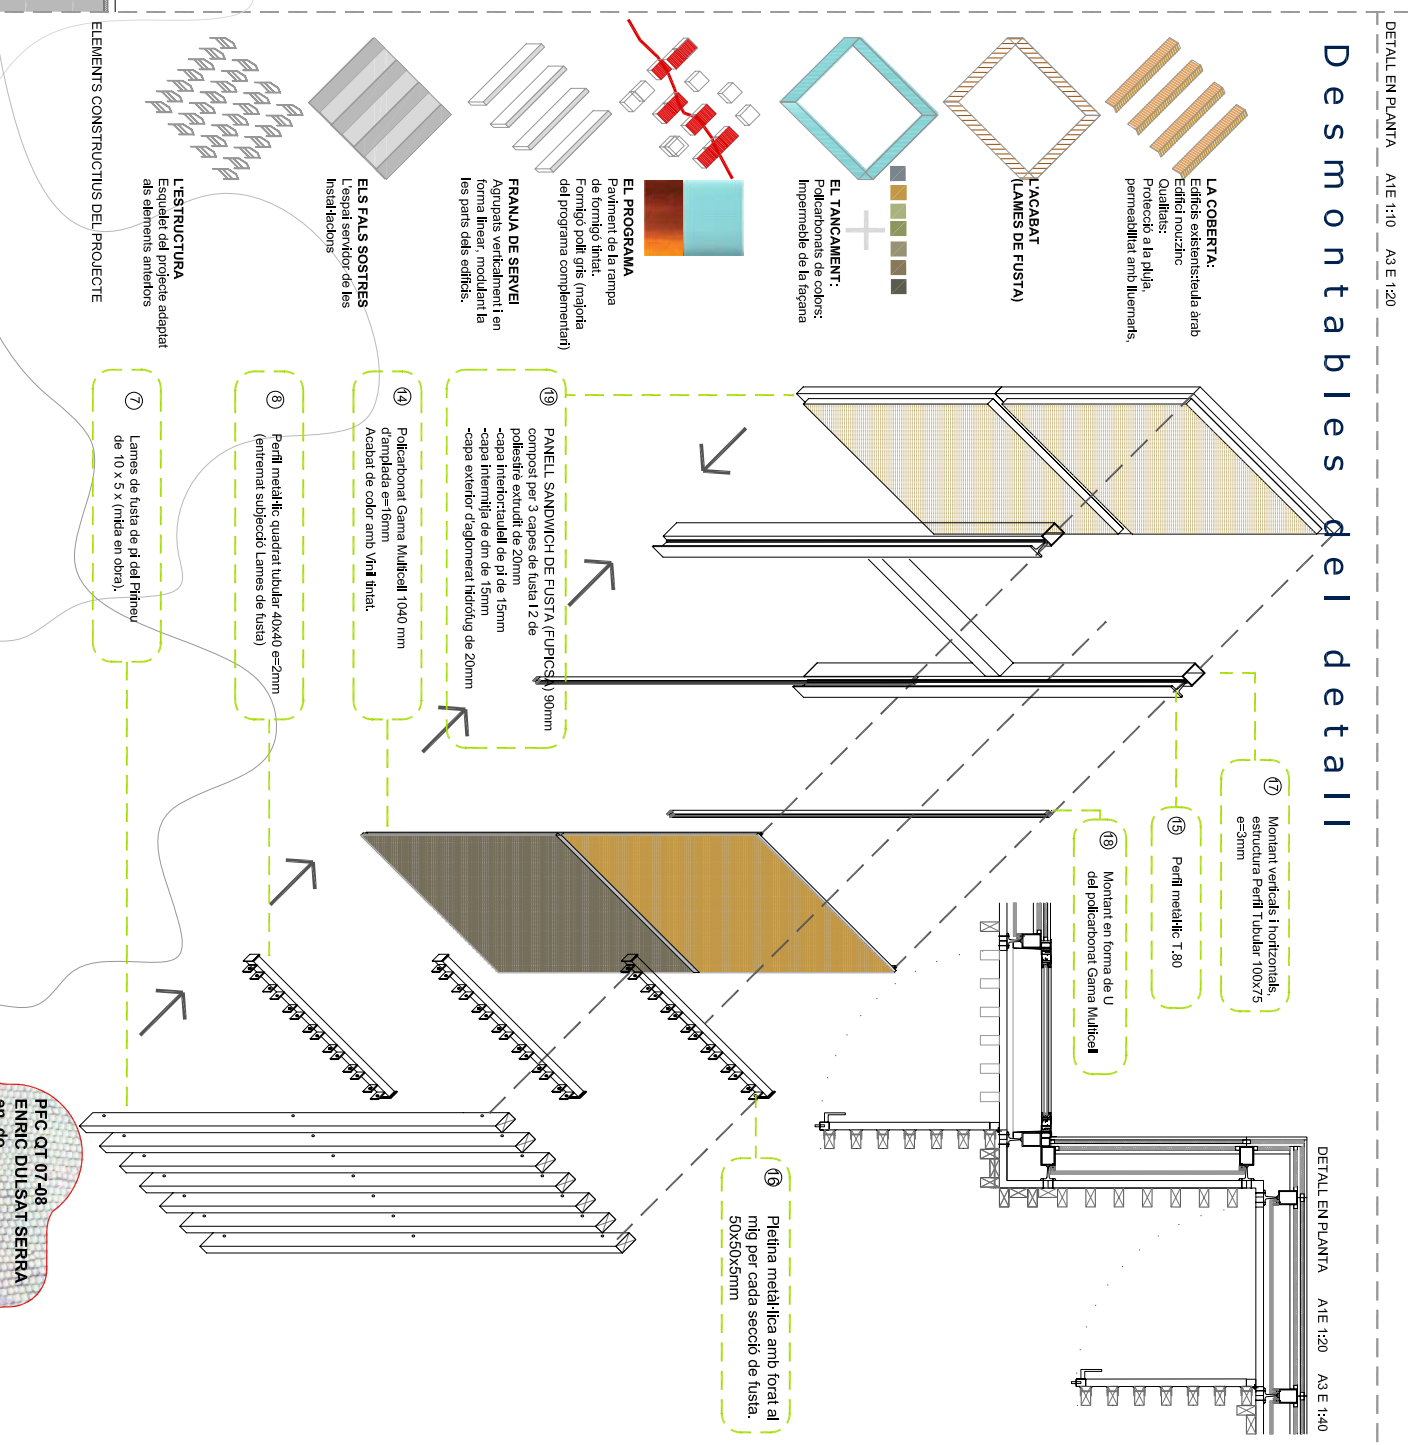 DETALL EN PLANTA A1E 1:10 A3 E 1:20
Desmontables del detall
LA COBERTA:
Edificis existents:teula àrab
Edifici nou:zinc
Qualitats:
Protecció a la pluja,
permeabilitat amb lluernaris,
L'ACABAT
(LAMES DE FUSTA)
EL TANCAMENT:
Policarbonats de colors:
Impermeble de la façana
EL PROGRAMA
Paviment de la rampa
de formigó tintat.
Formigó polit gris (majoria
del programa complementari)
FRANJA DE SERVEI
Agrupats verticalment i en
forma linear, modulant la
les parts dels edificis.
ELS FALS SOSTRES
L'espai servidor de les
Instal·lacions
L'ESTRUCTURA
Esquelet del projecte adaptat
als elements anteriors
ELEMENTS CONSTRUCTIUS DEL PROJECTE
17 Montant verticals i horitzontals,
estructura Perfil Tubular 100x75
e=3mm
15 Perfil metàl·lic T.80
18 Montant en forma de U
del policarbonat Gama Multicell
19 PANELL SANDWICH DE FUSTA (FUPICSA) 90mm
compost per 3 capes de fusta i 2 de
poliestirè extrudit de 20mm
-capa interior:taulell de pi de 15mm
-capa intermitja de dm de 15mm
-capa exterior d'aglomerat hidròfug de 20mm
14 Policarbonat Gama Multicell 1040 mm
d'amplada e=16mm
Acabat de color amb Vinil tintat.
8 Perfil metàl·lic quadrat tubular 40x40 e=2mm
(entremat subjecció Lames de fusta)
7 Lames de fusta de pi del Pirineu
de 10 x 5 x (mida en obra).
16 Pletina metàl·lica amb forat al
mig per cada secció de fusta.
50x50x5mm
DETALL EN PLANTA A1E 1:20 A3 E 1:40
PFC QT 07-08
ENRIC DULSAT SERRA